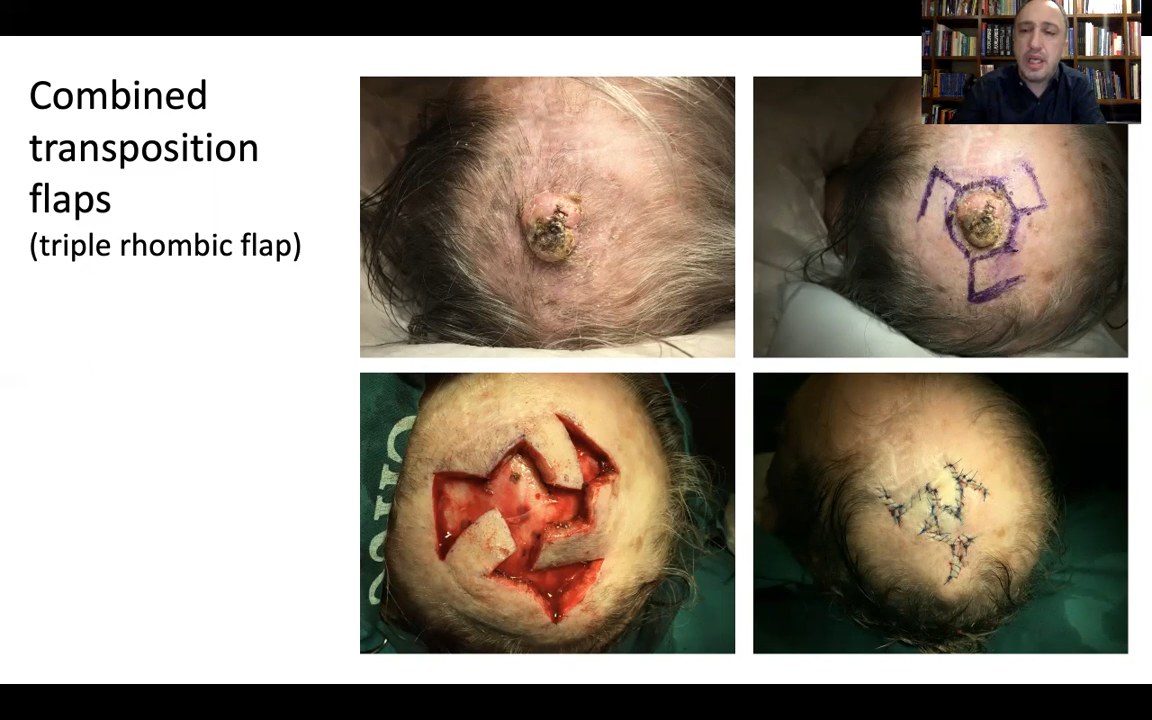 Combined
transposition
flaps
(triple rhombic flap)